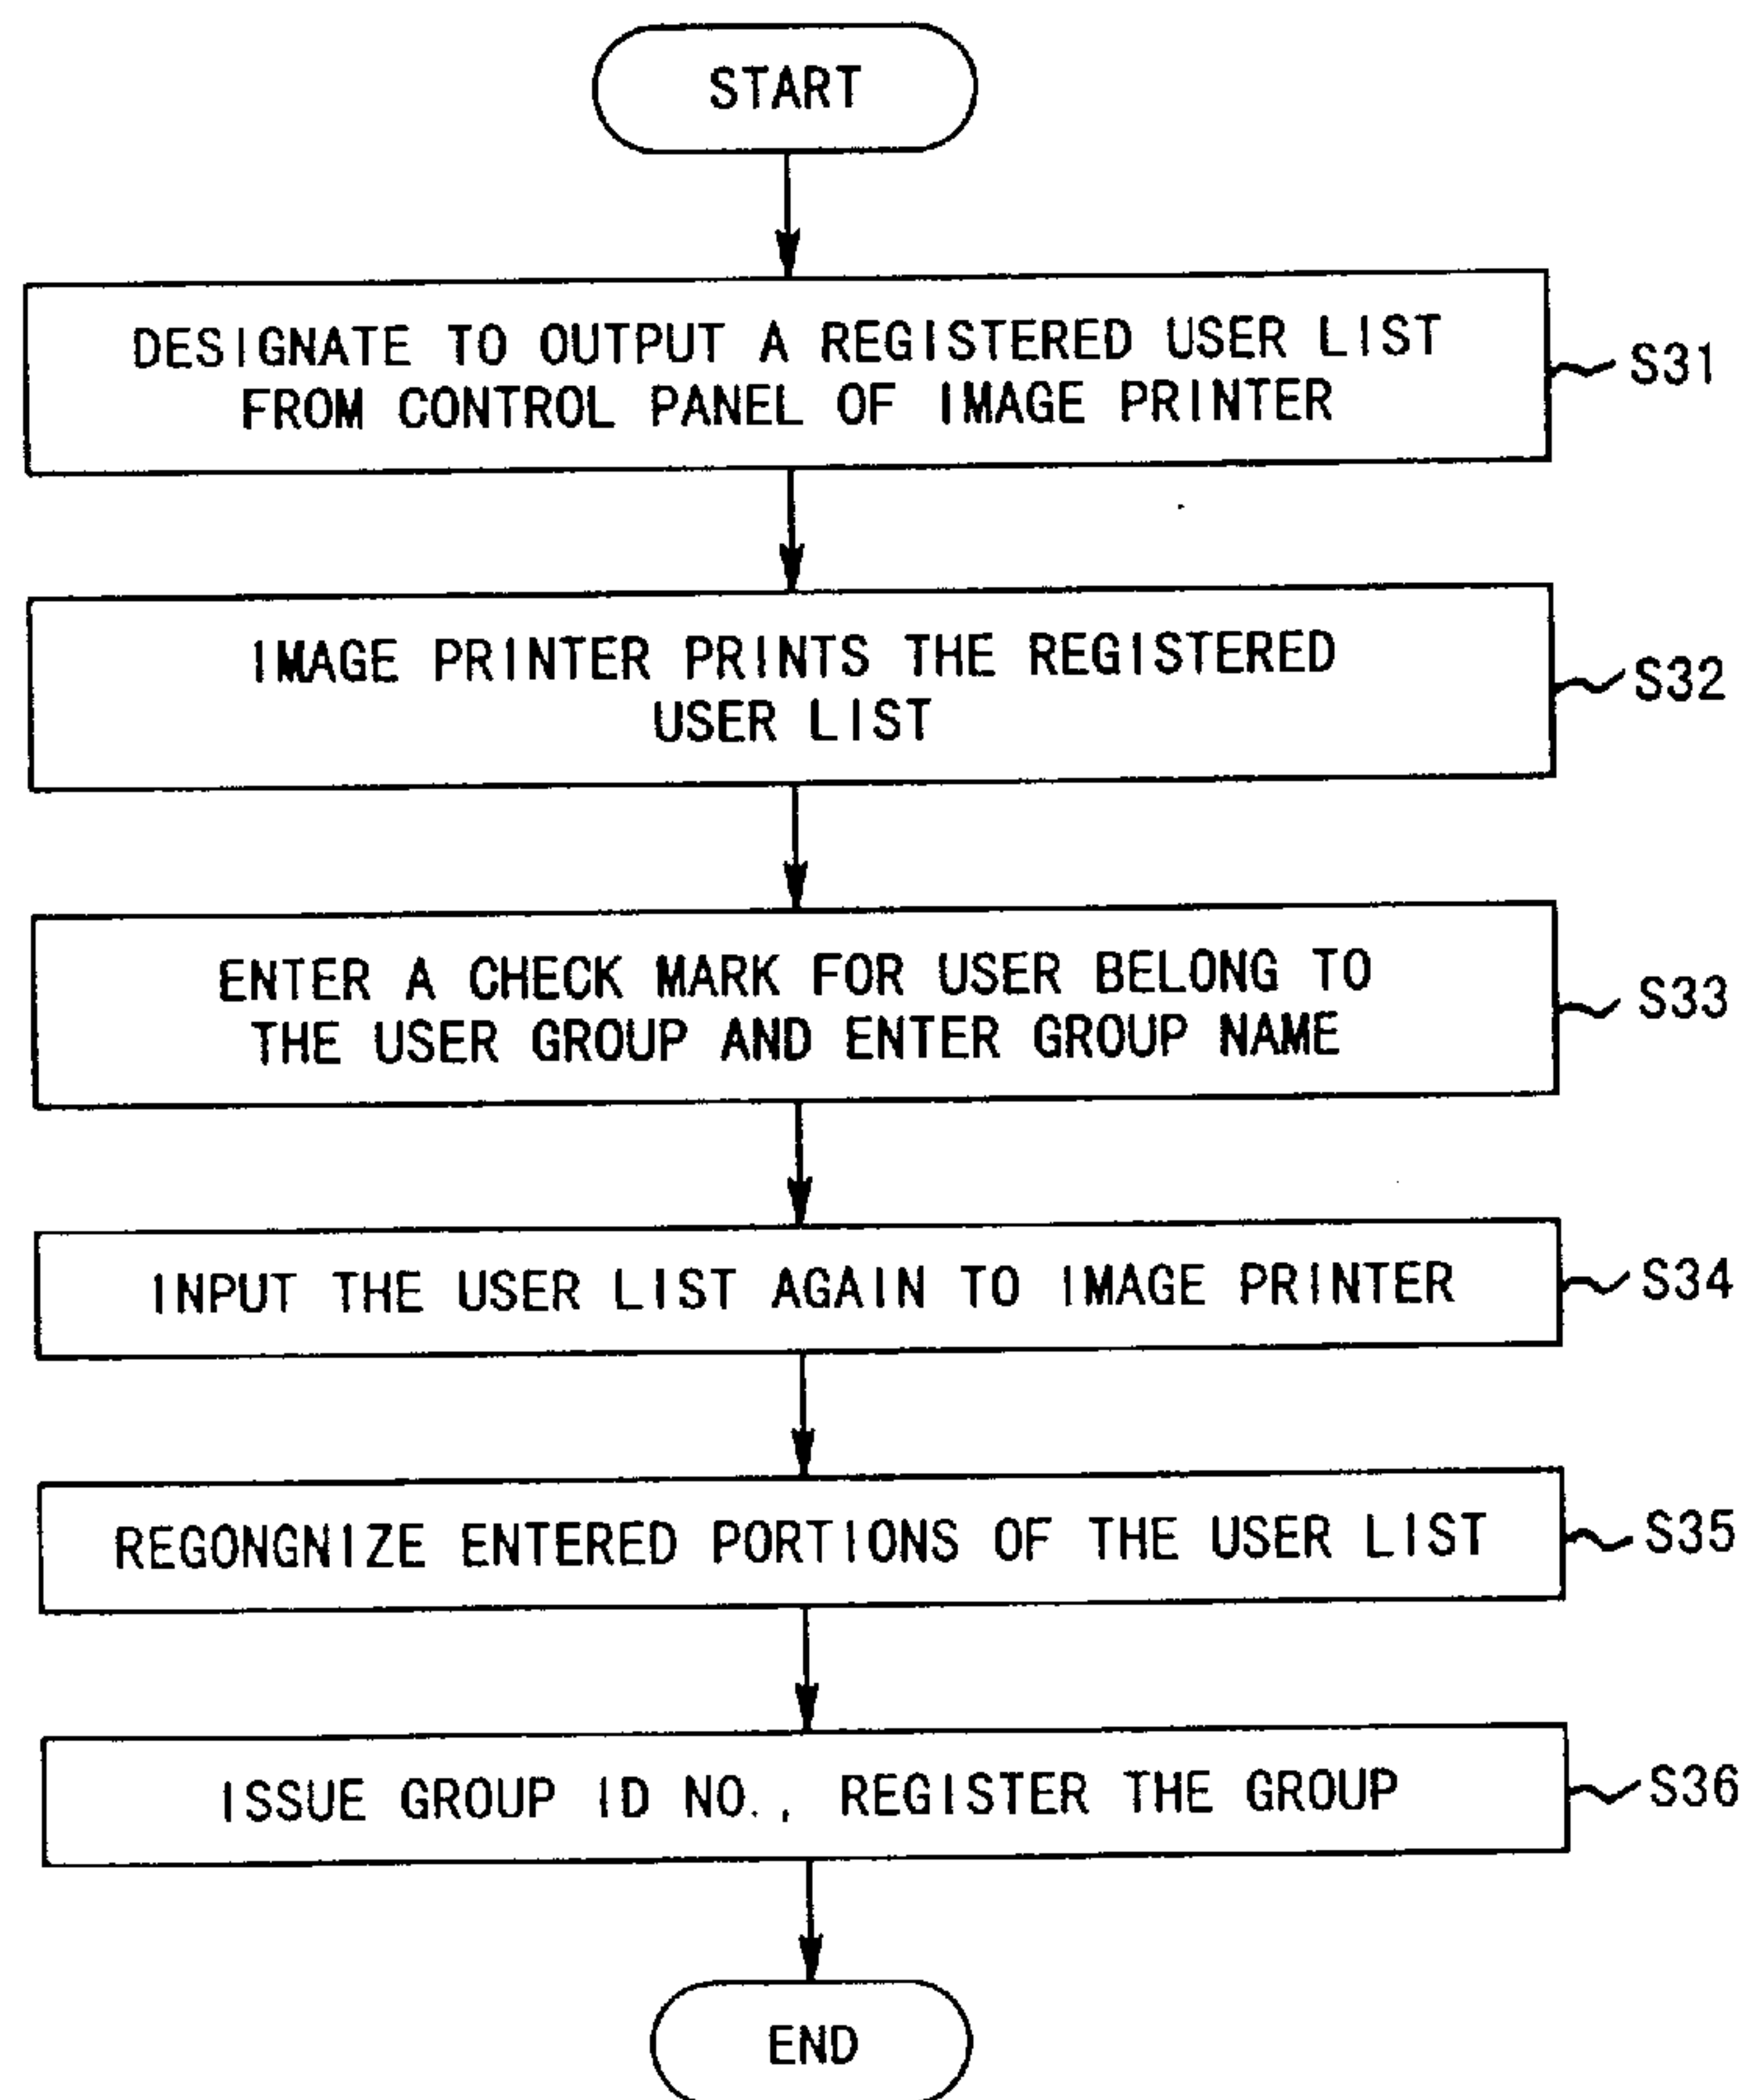 START
DESIGNATE TO OUTPUT A REGISTERED USER LIST
FROM CONTROL PANEL OF IMAGE PRINTER
S31
IMAGE PRINTER PRINTS THE REGISTERED
USER LIST
S32
ENTER A CHECK MARK FOR USER BELONG TO
THE USER GROUP AND ENTER GROUP NAME
S33
INPUT THE USER LIST AGAIN TO IMAGE PRINTER
S34
REGONGNIZE ENTERED PORTIONS OF THE USER LIST
S35
ISSUE GROUP ID NO., REGISTER THE GROUP
S36
END